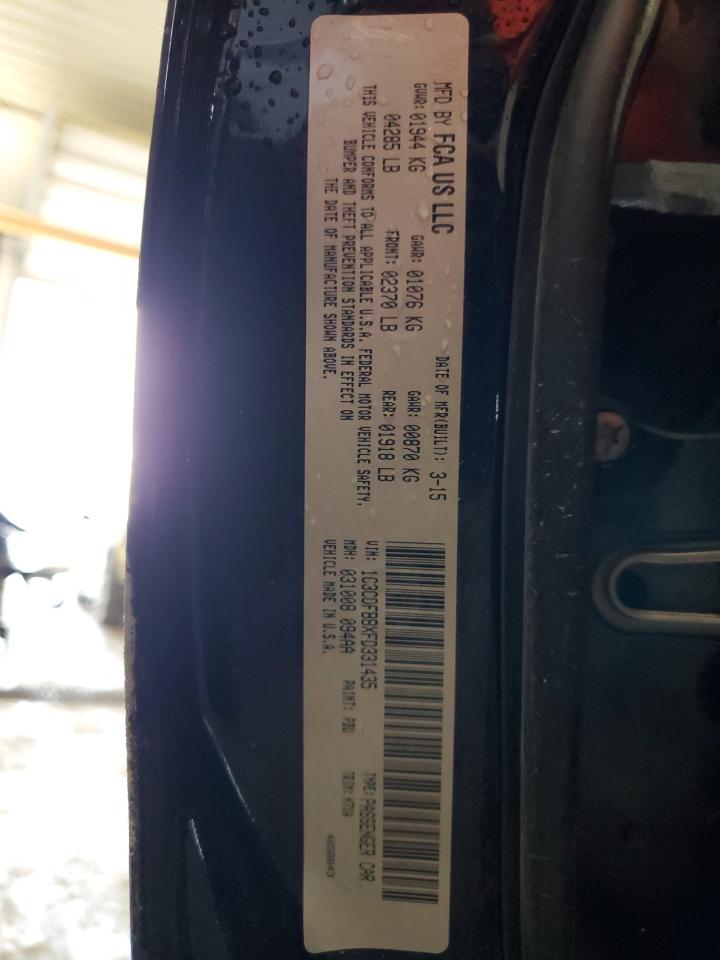 MFD BY FCA US LLC DATE OF MFR(BUILT): 3-15
GVWR: 01944 KG GAWR: 01076 KG GAWR: 00870 KG
04285 LB FRONT: 02370 LB REAR: 01918 LB
THIS VEHICLE CONFORMS TO ALL APPLICABLE U.S.A. FEDERAL MOTOR VEHICLE SAFETY,
BUMPER AND THEFT PREVENTION STANDARDS IN EFFECT ON
THE DATE OF MANUFACTURE SHOWN ABOVE.
VIN: 1C3CDFBBXFD331435 TYPE: PASSENGER CAR
MDH: 031008 094AA PAINT: PBU TRIM:
VEHICLE MADE IN U.S.A.